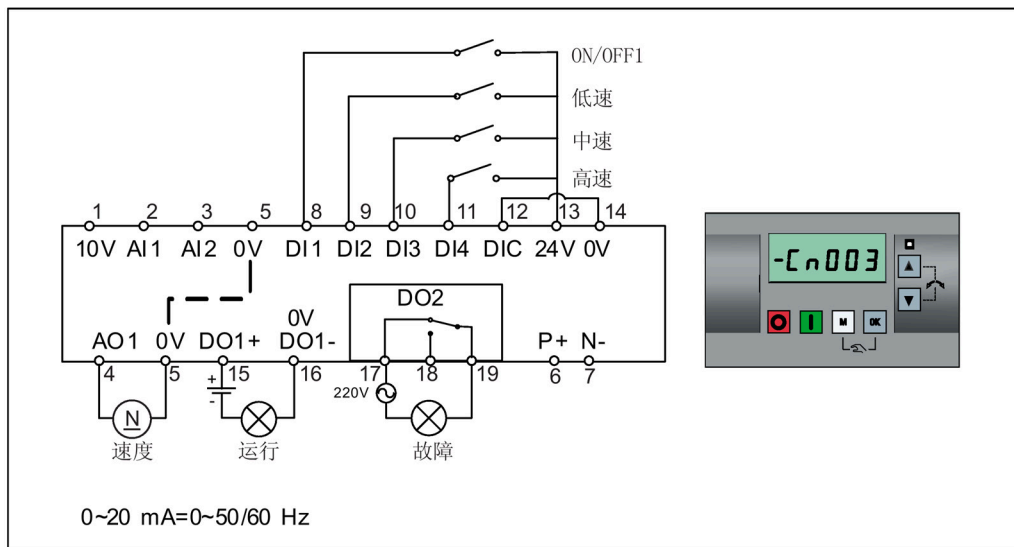 ON/OFF1
低速
中速
高速
1 2 3 5 8 9 10 11 12 13 14
10V AI1 AI2 0V DI1 DI2 DI3 DI4 DIC 24V 0V
-Cn003
M OK
DO2
0V
AO1 0V DO1+ DO1- P+ N-
4 5 15 16 17 18 19 6 7
+
-
220V
N
速度 运行 故障
0~20 mA=0~50/60 Hz